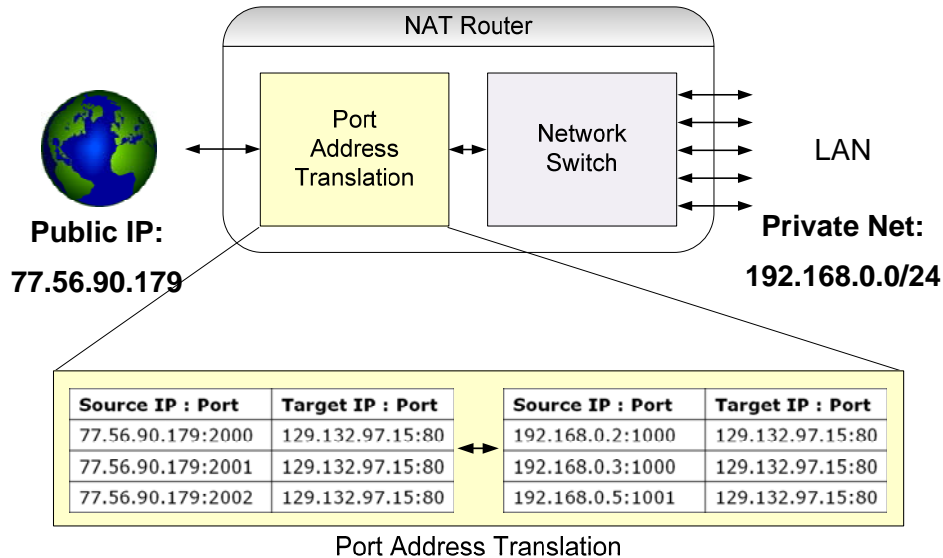 NAT Router
Port
Address
Translation
Network
Switch
LAN
Public IP:
77.56.90.179
Private Net:
192.168.0.0/24
Source IP : Port Target IP : Port Source IP : Port Target IP : Port
77.56.90.179:2000 129.132.97.15:80 192.168.0.2:1000 129.132.97.15:80
77.56.90.179:2001 129.132.97.15:80 192.168.0.3:1000 129.132.97.15:80
77.56.90.179:2002 129.132.97.15:80 192.168.0.5:1001 129.132.97.15:80
Port Address Translation